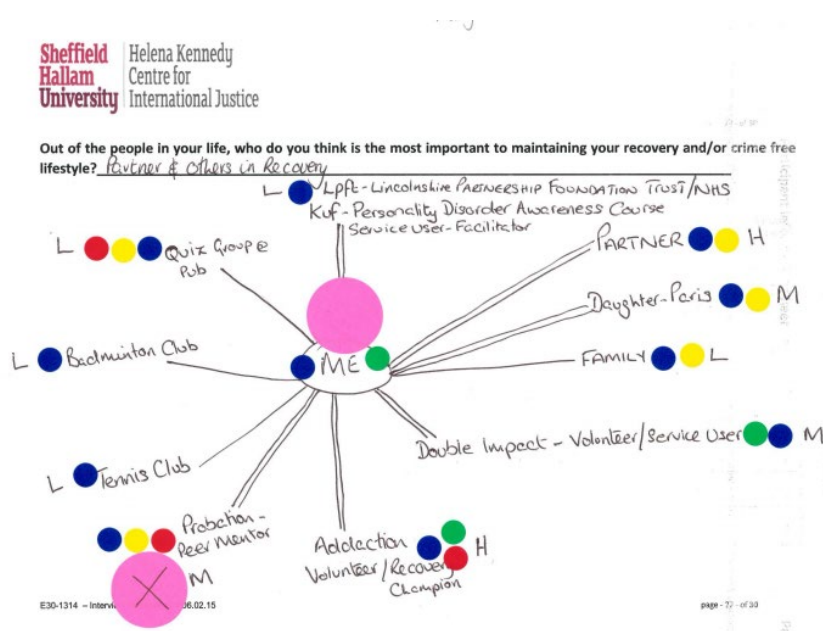 Sheffield Hallam University
Helena Kennedy Centre for International Justice
Out of the people in your life, who do you think is the most important to maintaining your recovery and/or crime free
lifestyle? Partner & others in Recovery
L Lpft - Lincolnshire PARTNERSHIP FOUNDATION TRUST/NHS
Kuf - Personality Disorder Awareness Course
Service user - Facilitator
L Quiz Group @
Pub
PARTNER H
Daughter - Paris M
L Badminton Club
ME
FAMILY L
Double Impact - Volunteer/Service User M
L Tennis Club
Probation -
Peer Mentor
M
Addaction H
Volunteer/Recovery
Champion
E30-1314 - Intervi 06.02.15
page - - of 30